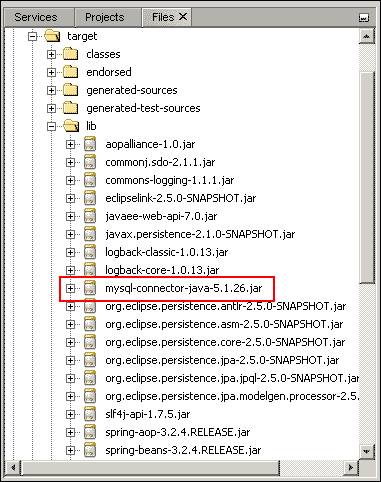 Services
Projects
Files
target
classes
endorsed
generated-sources
generated-test-sources
lib
aopalliance-1.0.jar
commonj.sdo-2.1.1.jar
commons-logging-1.1.1.jar
eclipselink-2.5.0-SNAPSHOT.jar
javaee-web-api-7.0.jar
javax.persistence-2.1.0-SNAPSHOT.jar
logback-classic-1.0.13.jar
logback-core-1.0.13.jar
mysql-connector-java-5.1.26.jar
org.eclipse.persistence.antlr-2.5.0-SNAPSHOT.jar
org.eclipse.persistence.asm-2.5.0-SNAPSHOT.jar
org.eclipse.persistence.core-2.5.0-SNAPSHOT.jar
org.eclipse.persistence.jpa-2.5.0-SNAPSHOT.jar
org.eclipse.persistence.jpa.jpql-2.5.0-SNAPSHOT.jar
org.eclipse.persistence.jpa.modelgen.processor-2.5.
slf4j-api-1.7.5.jar
spring-aop-3.2.4.RELEASE.jar
spring-beans-3.2.4.RELEASE.jar